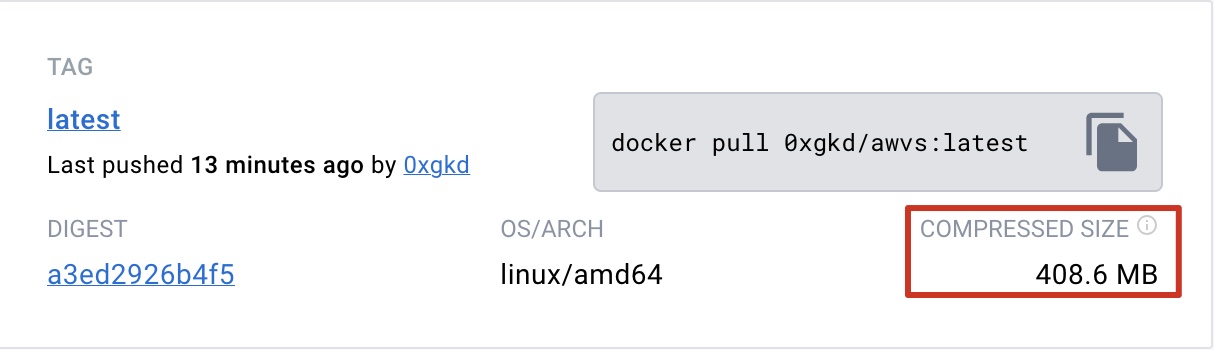 TAG
latest
docker pull 0xgkd/awvs:latest
Last pushed 13 minutes ago by 0xgkd
DIGEST
OS/ARCH
COMPRESSED SIZE
a3ed2926b4f5
linux/amd64
408.6 MB